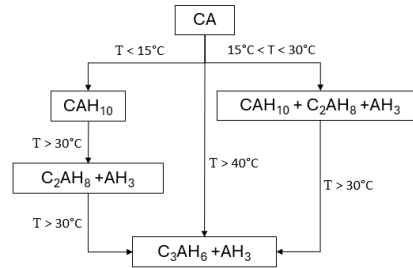 CA
T < 15°C
15°C < T < 30°C
CAH₁₀
CAH₁₀ + C₂AH₈ +AH₃
T > 30°C
T > 40°C
C₂AH₈ +AH₃
T > 30°C
T > 30°C
C₃AH₆ +AH₃